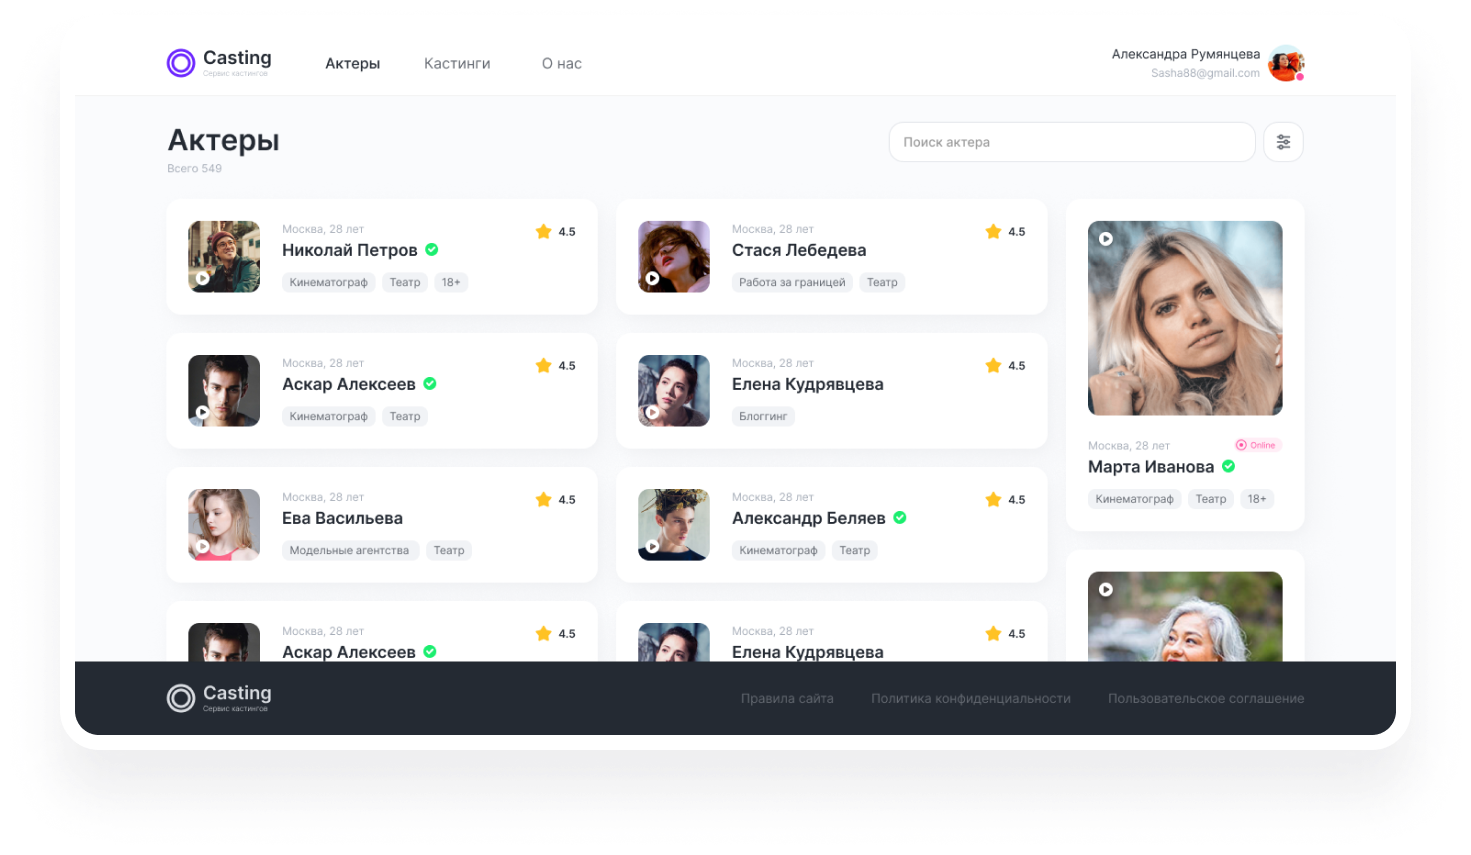 Casting
Сервис кастингов
Актеры
Кастинги
О нас
Александра Румянцева
Sasha88@gmail.com
Актеры
Всего 549
Поиск актера
Москва, 28 лет
4.5
Николай Петров
Кинематограф Театр 18+
Москва, 28 лет
4.5
Стася Лебедева
Работа за границей Театр
Москва, 28 лет
4.5
Аскар Алексеев
Кинематограф Театр
Москва, 28 лет
4.5
Елена Кудрявцева
Блоггинг
Москва, 28 лет
4.5
Ева Васильева
Модельные агентства Театр
Москва, 28 лет
4.5
Александр Беляев
Кинематограф Театр
Москва, 28 лет
4.5
Аскар Алексеев
Москва, 28 лет
4.5
Елена Кудрявцева
Москва, 28 лет
Online
Марта Иванова
Кинематограф Театр 18+
Casting
Сервис кастингов
Правила сайта
Политика конфиденциальности
Пользовательское соглашение